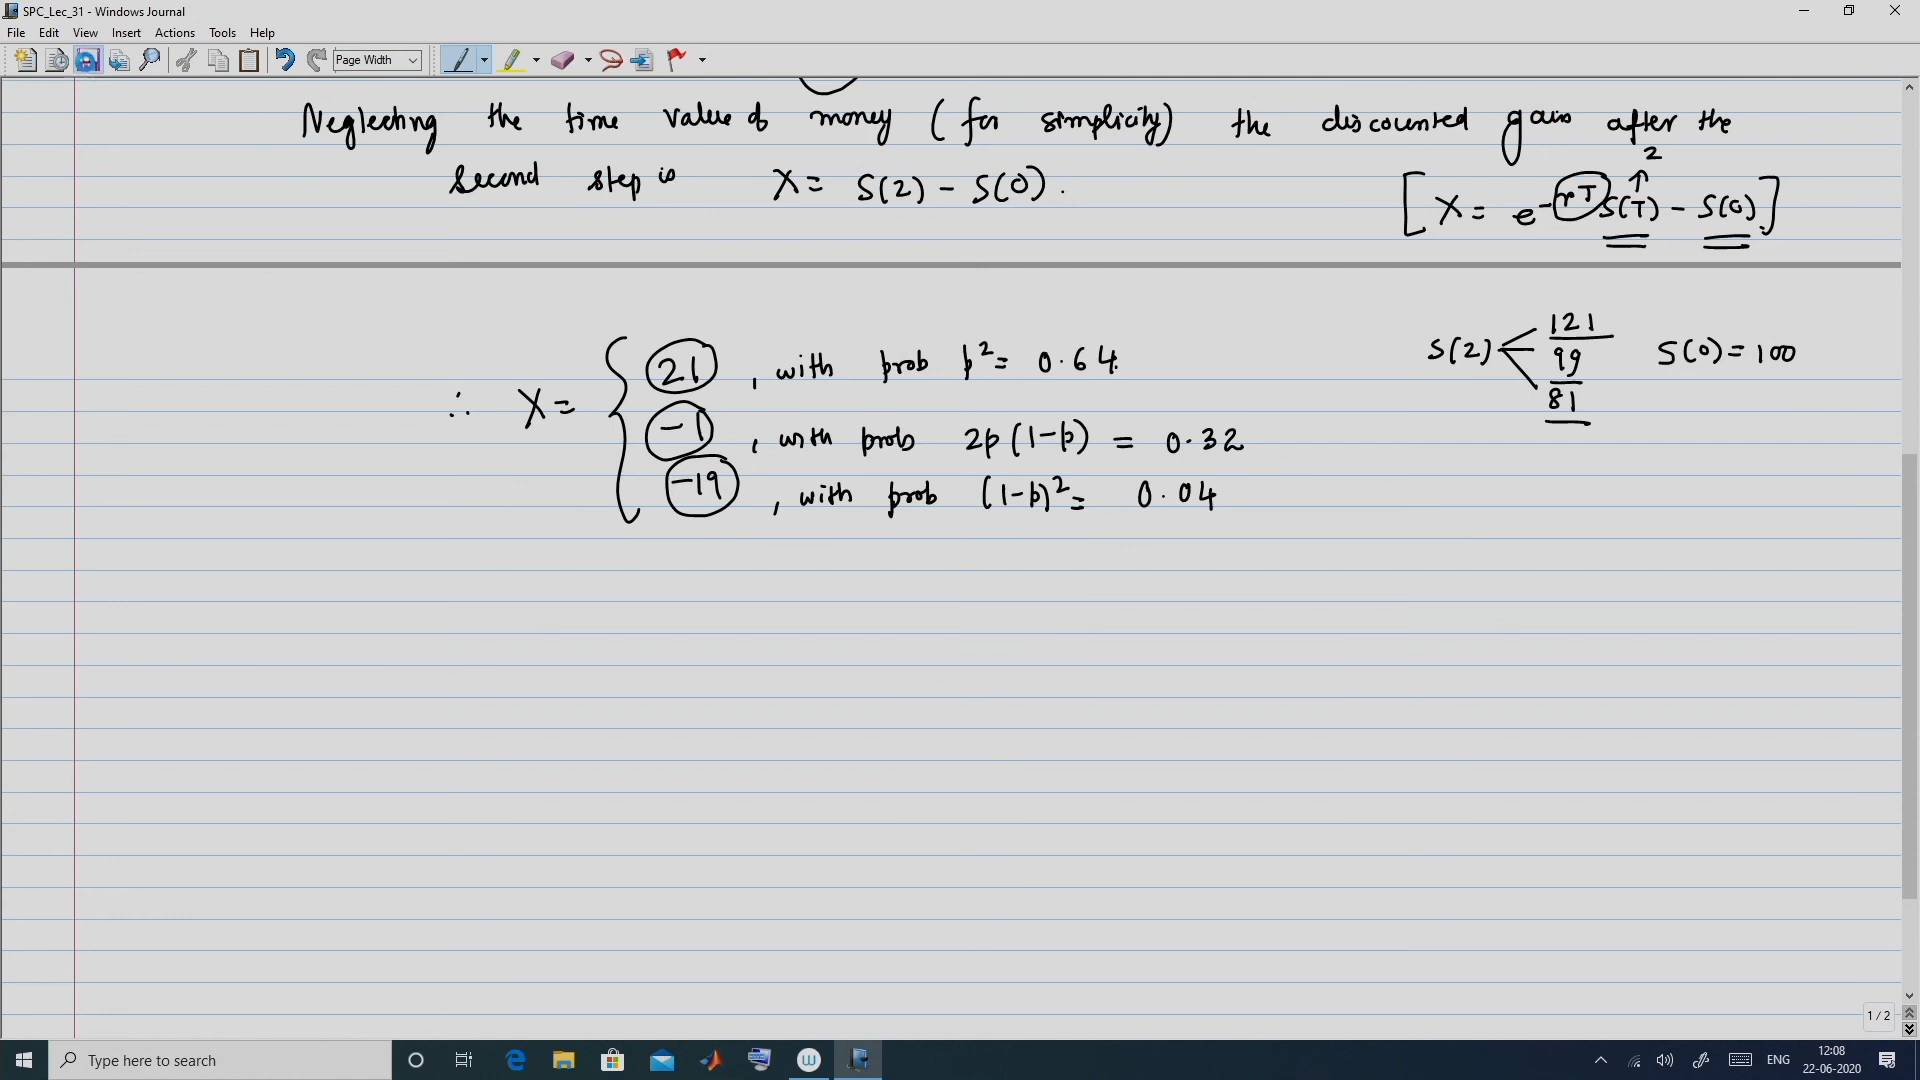 SPC_Lec_31 - Windows Journal
File Edit View Insert Actions Tools Help
Page Width
Neglecting the time value of money (for simplicity) the discounted gain after the
second step is X = S(2) - S(0).
2
[X = e^{-rT} S(T) - S(0)]
∴ X = { 21, with prob p² = 0.64.
-1, with prob 2p(1-p) = 0.32
-19, with prob (1-p)² = 0.04
S(2) 121 99 81 S(0) = 100
1 / 2
Type here to search
ENG
12:08
22-06-2020